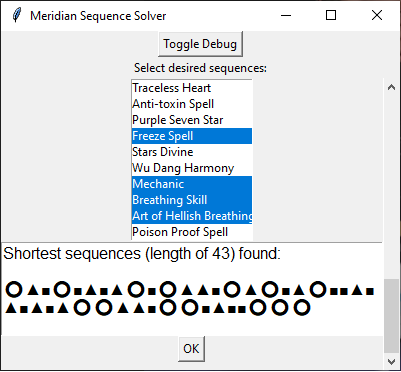 Meridian Sequence Solver
Toggle Debug
Select desired sequences:
Traceless Heart
Anti-toxin Spell
Purple Seven Star
Freeze Spell
Stars Divine
Wu Dang Harmony
Mechanic
Breathing Skill
Art of Hellish Breathing
Poison Proof Spell
Shortest sequences (length of 43) found:
OK